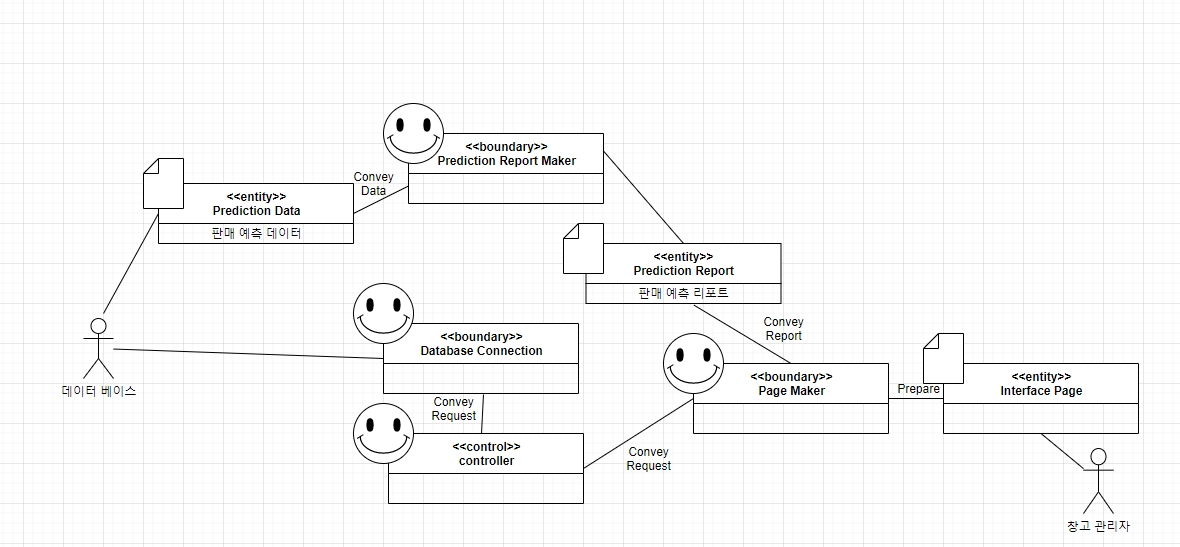 <<boundary>>
Prediction Report Maker
Convey
Data
<<entity>>
Prediction Data
판매 예측 데이터
<<entity>>
Prediction Report
판매 예측 리포트
Convey
Report
<<boundary>>
Database Connection
데이터 베이스
<<boundary>>
Page Maker
Prepare
<<entity>>
Interface Page
Convey
Request
<<control>>
controller
Convey
Request
창고 관리자